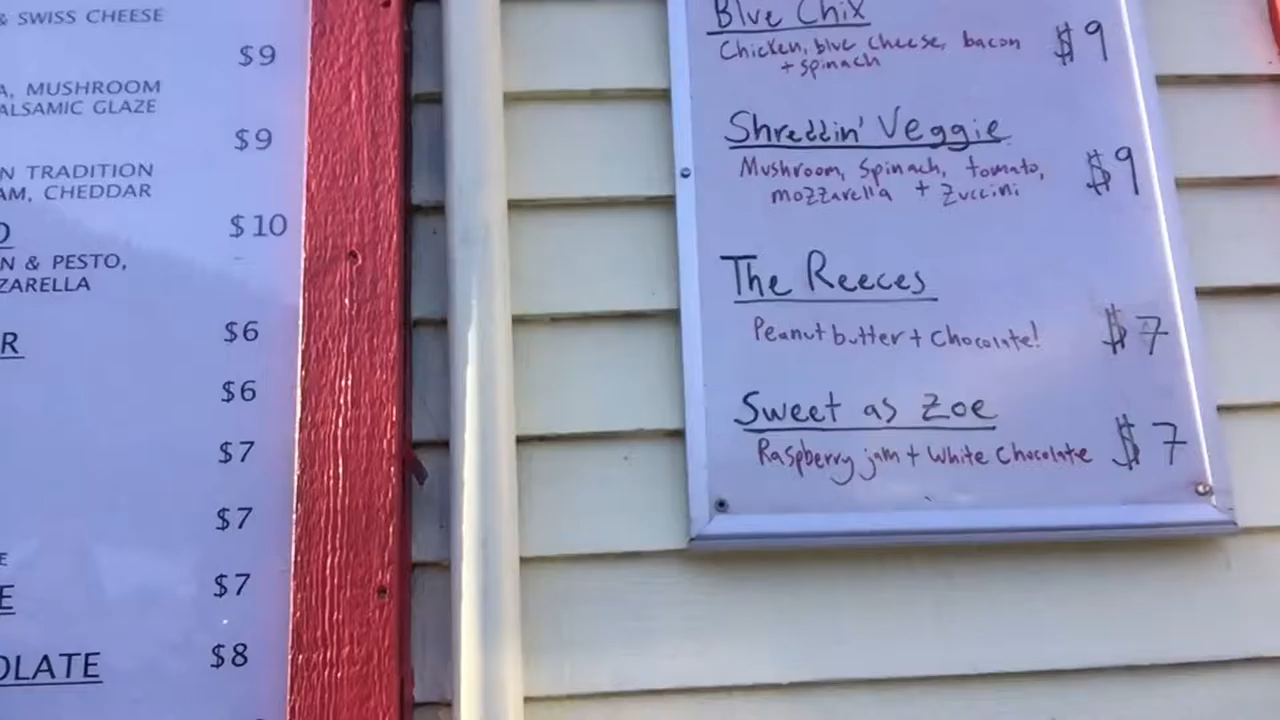 & SWISS CHEESE
$9
A, MUSHROOM
ALSAMIC GLAZE
$9
N TRADITION
AM, CHEDDAR
$10
N & PESTO,
ZARELLA
$6
R
$6
$7
$7
E
$7
E
$8
OLATE
Blue Chix
Chicken, blue cheese, bacon $9
+ spinach
Shreddin' Veggie
Mushroom, Spinach, tomato, $9
mozzarella + Zuccini
The Reeces
Peanut butter + Chocolate! $7
Sweet as Zoe
Raspberry jam + White Chocolate $7